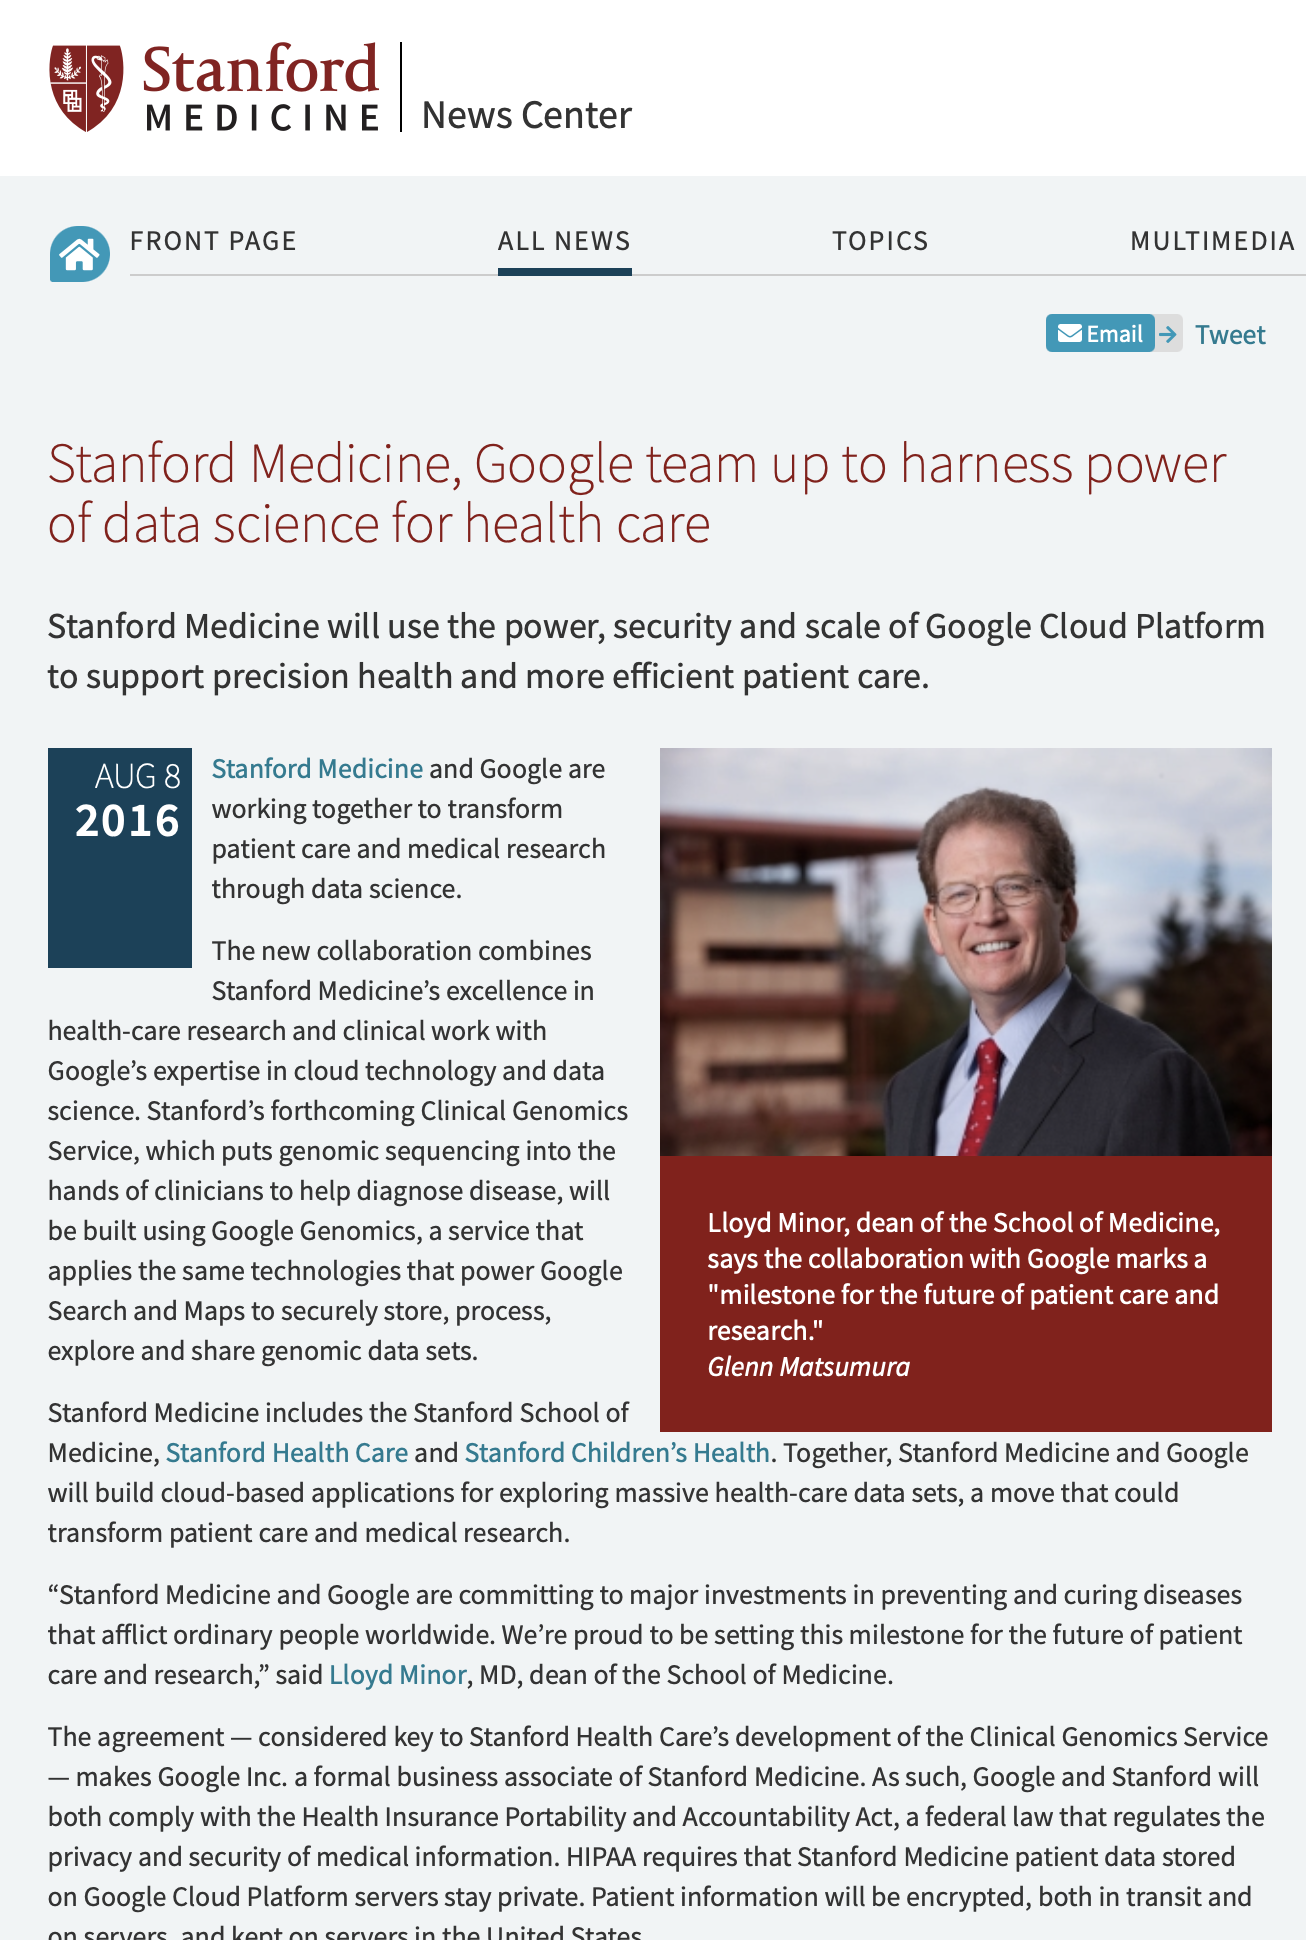 Stanford
MEDICINE
News Center
FRONT PAGE
ALL NEWS
TOPICS
MULTIMEDIA
Email
Tweet
Stanford Medicine, Google team up to harness power
of data science for health care
Stanford Medicine will use the power, security and scale of Google Cloud Platform
to support precision health and more efficient patient care.
AUG 8
2016
Stanford Medicine and Google are
working together to transform
patient care and medical research
through data science.
The new collaboration combines
Stanford Medicine’s excellence in
health-care research and clinical work with
Google’s expertise in cloud technology and data
science. Stanford’s forthcoming Clinical Genomics
Service, which puts genomic sequencing into the
hands of clinicians to help diagnose disease, will
be built using Google Genomics, a service that
applies the same technologies that power Google
Search and Maps to securely store, process,
explore and share genomic data sets.
Lloyd Minor, dean of the School of Medicine,
says the collaboration with Google marks a
"milestone for the future of patient care and
research."
Glenn Matsumura
Stanford Medicine includes the Stanford School of
Medicine, Stanford Health Care and Stanford Children’s Health. Together, Stanford Medicine and Google
will build cloud-based applications for exploring massive health-care data sets, a move that could
transform patient care and medical research.
“Stanford Medicine and Google are committing to major investments in preventing and curing diseases
that afflict ordinary people worldwide. We’re proud to be setting this milestone for the future of patient
care and research,” said Lloyd Minor, MD, dean of the School of Medicine.
The agreement — considered key to Stanford Health Care’s development of the Clinical Genomics Service
— makes Google Inc. a formal business associate of Stanford Medicine. As such, Google and Stanford will
both comply with the Health Insurance Portability and Accountability Act, a federal law that regulates the
privacy and security of medical information. HIPAA requires that Stanford Medicine patient data stored
on Google Cloud Platform servers stay private. Patient information will be encrypted, both in transit and
on servers, and kept on servers in the United States.